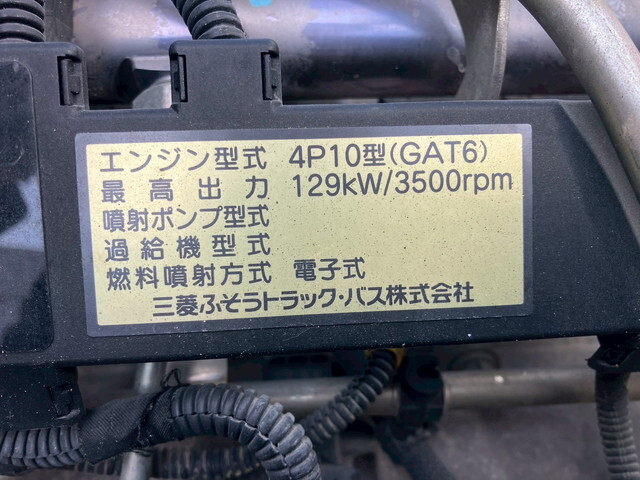 エンジン型式 4P10型(GAT6)
最高出力 129kW/3500rpm
噴射ポンプ型式
過給機型式
燃料噴射方式 電子式
三菱ふそうトラック・バス株式会社